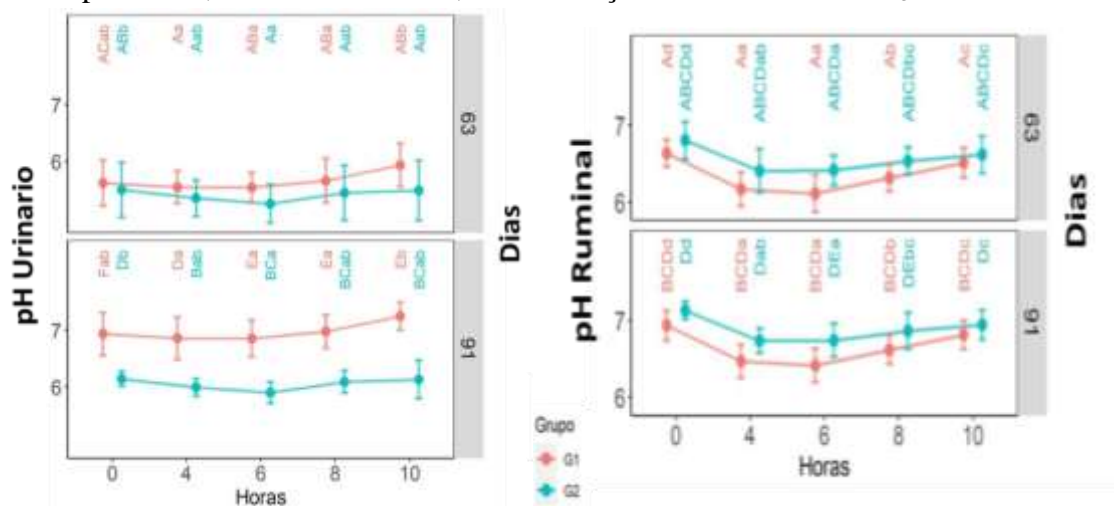 ACab ABb Aa Aab ABa Aa ABa Aab ABb Aab
7
6
63
Fab Db Da Bab Ea BCa Ea BCab Eb BCab
7
6
91
0 4 6 8 10
Horas
pH Urinario
Dias
Ad ABCDd Aa ABCDab Aa ABCDa Ab ABCDbc Ac ABCDc
7
6
63
BCDd Dd BCDa Dab BCDa DEa BCDb DEbc BCDc Dc
7
6
91
0 4 6 8 10
Horas
pH Ruminal
Dias
Grupo
G1
G2